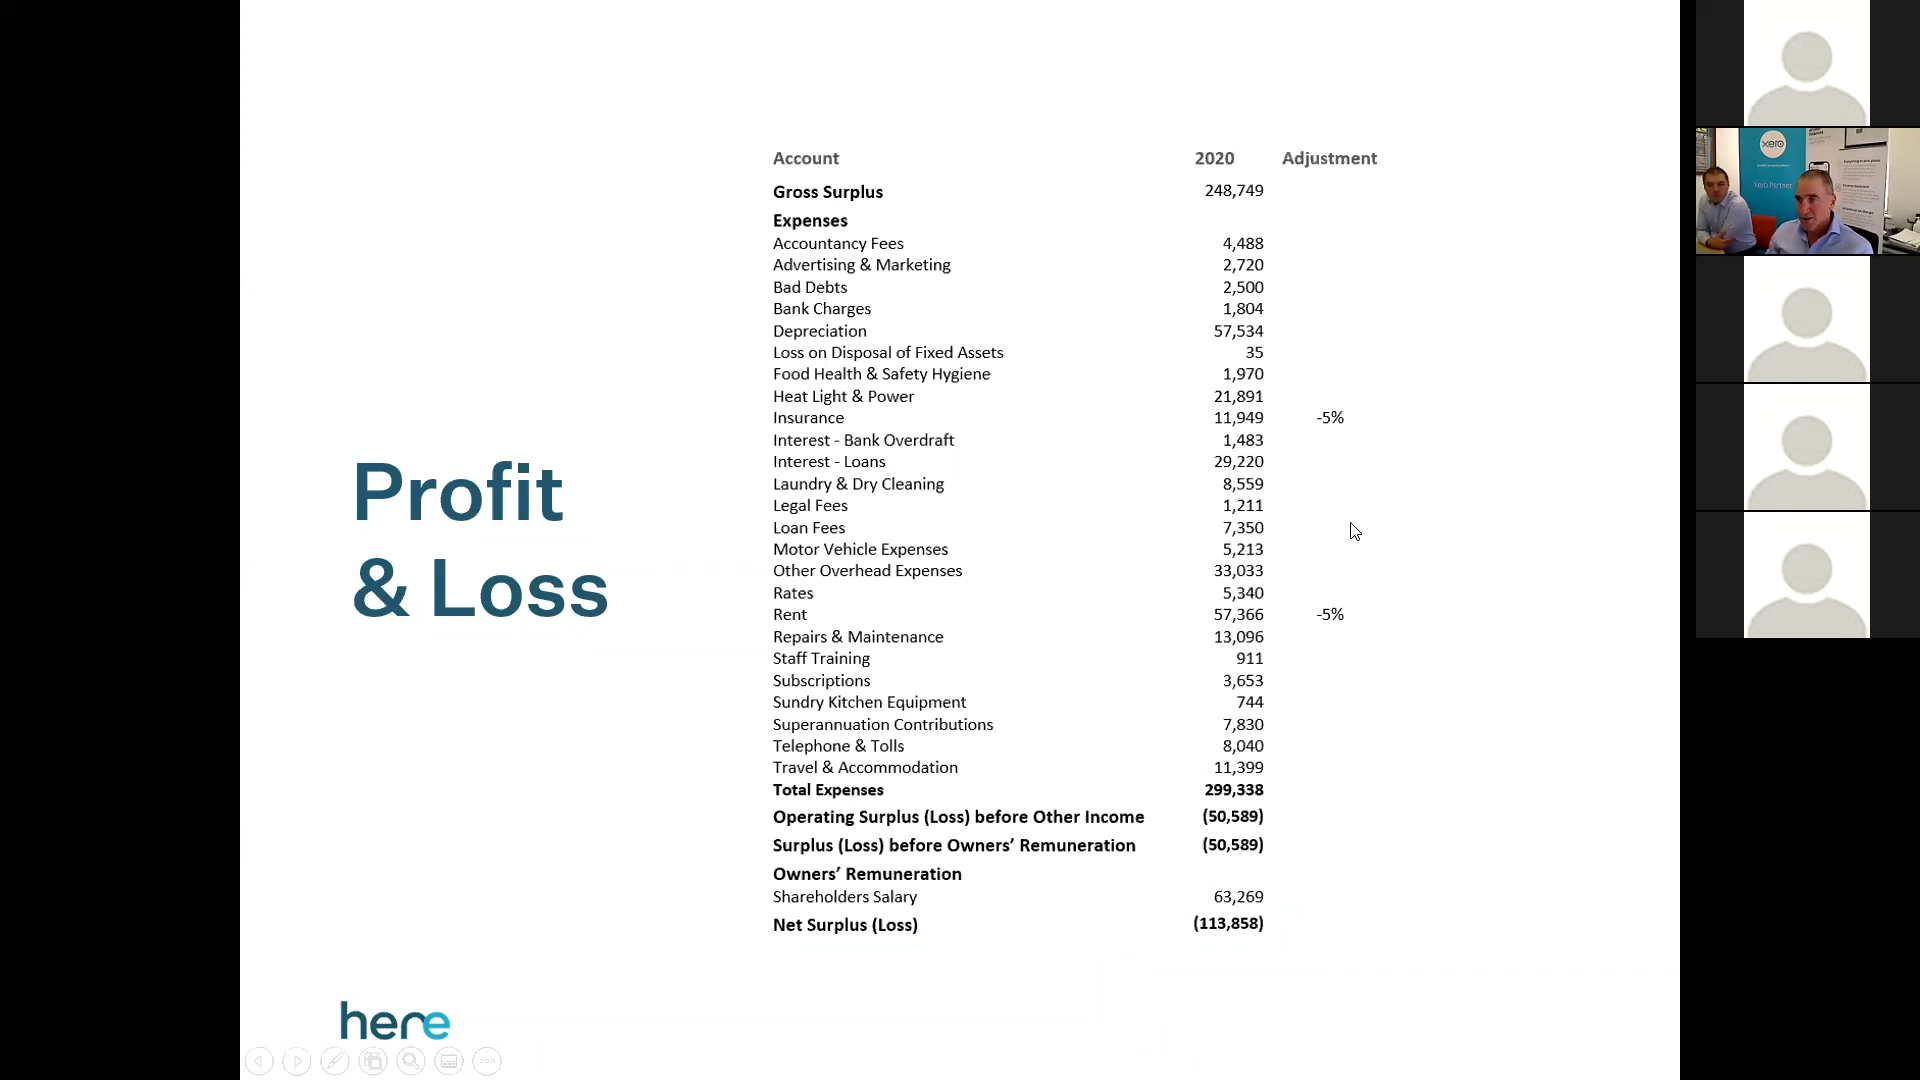 Account 2020 Adjustment
Gross Surplus 248,749
Expenses
Accountancy Fees 4,488
Advertising & Marketing 2,720
Bad Debts 2,500
Bank Charges 1,804
Depreciation 57,534
Loss on Disposal of Fixed Assets 35
Food Health & Safety Hygiene 1,970
Heat Light & Power 21,891
Insurance 11,949 -5%
Interest - Bank Overdraft 1,483
Interest - Loans 29,220
Laundry & Dry Cleaning 8,559
Legal Fees 1,211
Loan Fees 7,350
Motor Vehicle Expenses 5,213
Other Overhead Expenses 33,033
Rates 5,340
Rent 57,366 -5%
Repairs & Maintenance 13,096
Staff Training 911
Subscriptions 3,653
Sundry Kitchen Equipment 744
Superannuation Contributions 7,830
Telephone & Tolls 8,040
Travel & Accommodation 11,399
Total Expenses 299,338
Operating Surplus (Loss) before Other Income (50,589)
Surplus (Loss) before Owners’ Remuneration (50,589)
Owners’ Remuneration
Shareholders Salary 63,269
Net Surplus (Loss) (113,858)
Profit
& Loss
here
xero
Xero Partner